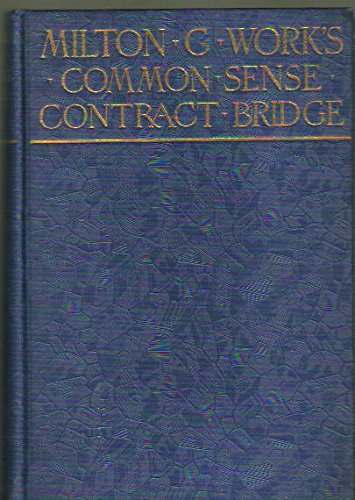 MILTON · G · WORK'S
· COMMON · SENSE ·
CONTRACT · BRIDGE